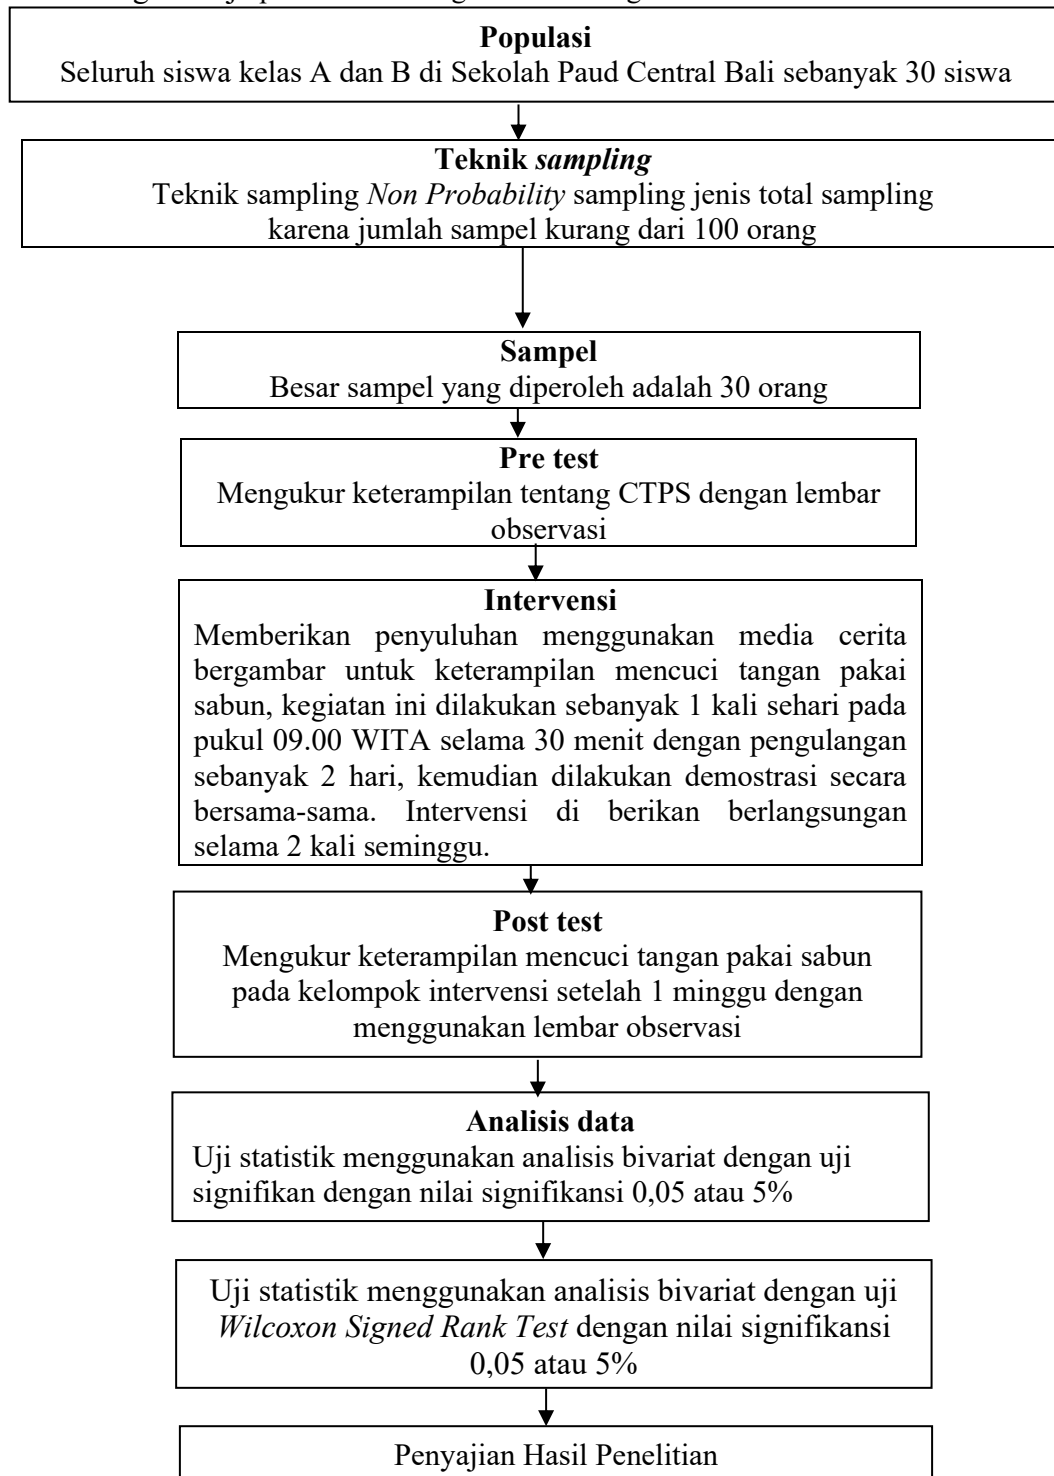 Populasi
Seluruh siswa kelas A dan B di Sekolah Paud Central Bali sebanyak 30 siswa
Teknik sampling
Teknik sampling Non Probability sampling jenis total sampling
karena jumlah sampel kurang dari 100 orang
Sampel
Besar sampel yang diperoleh adalah 30 orang
Pre test
Mengukur keterampilan tentang CTPS dengan lembar
observasi
Intervensi
Memberikan penyuluhan menggunakan media cerita
bergambar untuk keterampilan mencuci tangan pakai
sabun, kegiatan ini dilakukan sebanyak 1 kali sehari pada
pukul 09.00 WITA selama 30 menit dengan pengulangan
sebanyak 2 hari, kemudian dilakukan demostrasi secara
bersama-sama. Intervensi di berikan berlangsungan
selama 2 kali seminggu.
Post test
Mengukur keterampilan mencuci tangan pakai sabun
pada kelompok intervensi setelah 1 minggu dengan
menggunakan lembar observasi
Analisis data
Uji statistik menggunakan analisis bivariat dengan uji
signifikan dengan nilai signifikansi 0,05 atau 5%
Uji statistik menggunakan analisis bivariat dengan uji
Wilcoxon Signed Rank Test dengan nilai signifikansi
0,05 atau 5%
Penyajian Hasil Penelitian